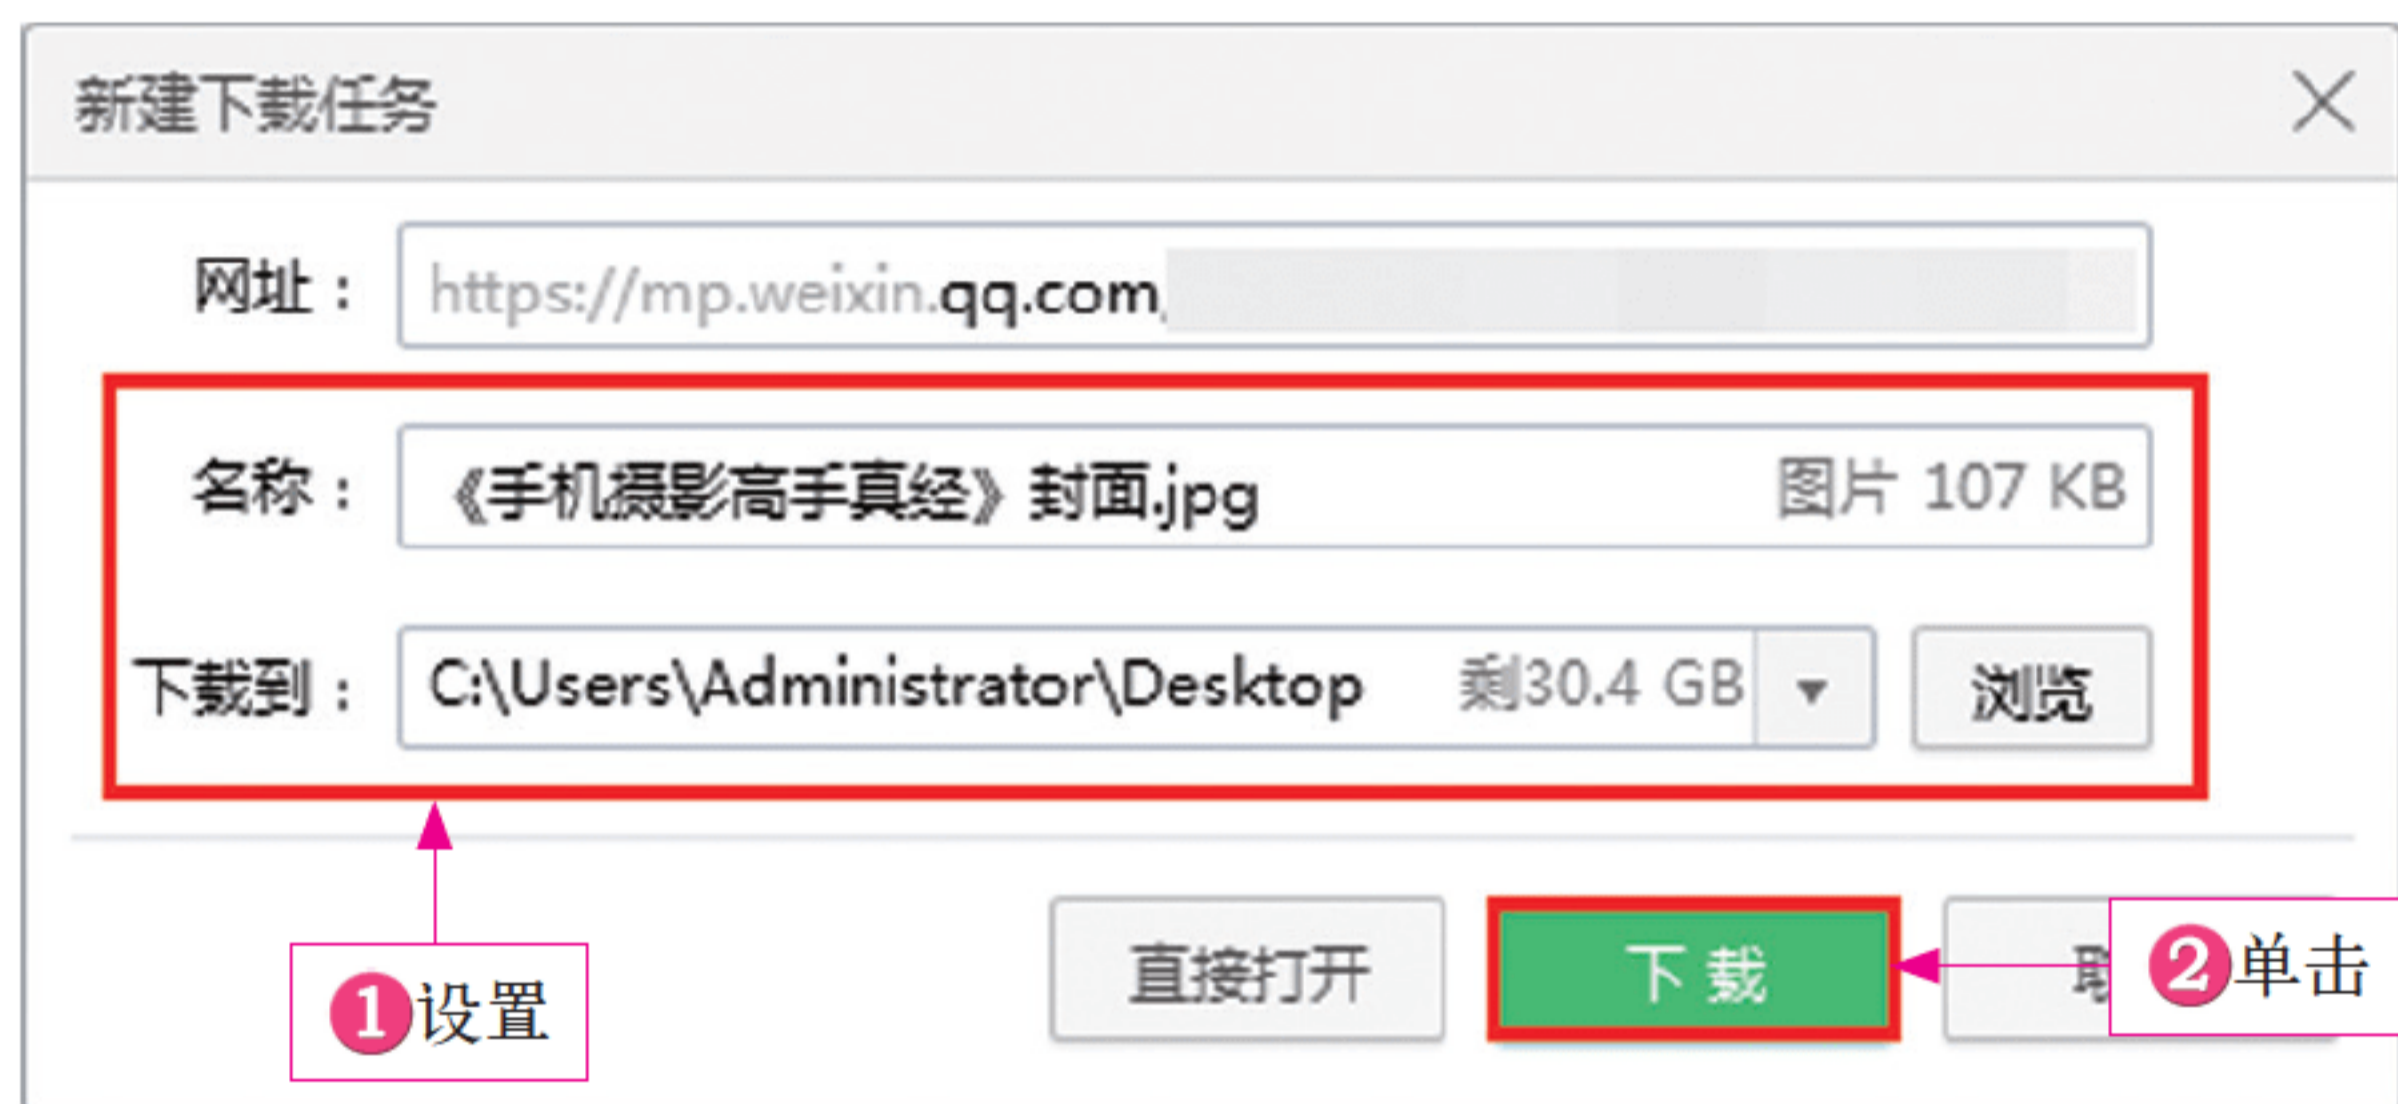 新建下载任务
网址： https://mp.weixin.qq.com
名称： 《手机摄影高手真经》封面.jpg 图片 107 KB
下载到： C:\Users\Administrator\Desktop 剩30.4 GB 浏览
直接打开 下载 2单击
1设置